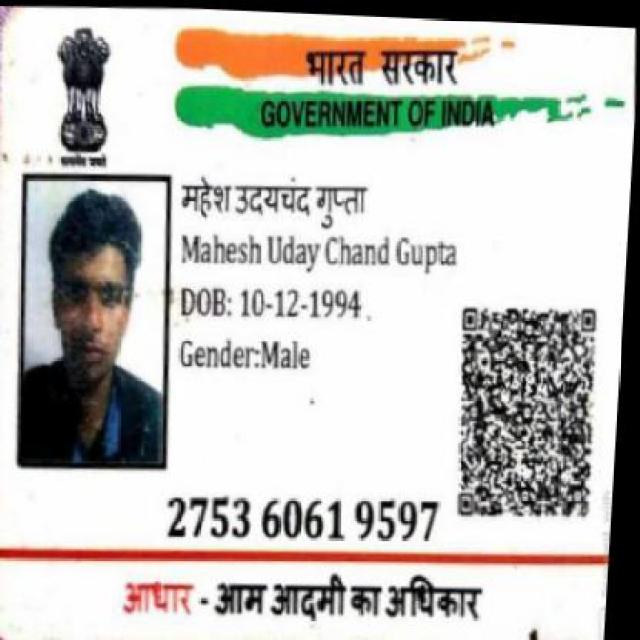 सत्यमेव जयते
भारत सरकार
GOVERNMENT OF INDIA
महेश उदयचंद गुप्ता
Mahesh Uday Chand Gupta
DOB: 10-12-1994
Gender:Male
2753 6061 9597
आधार - आम आदमी का अधिकार